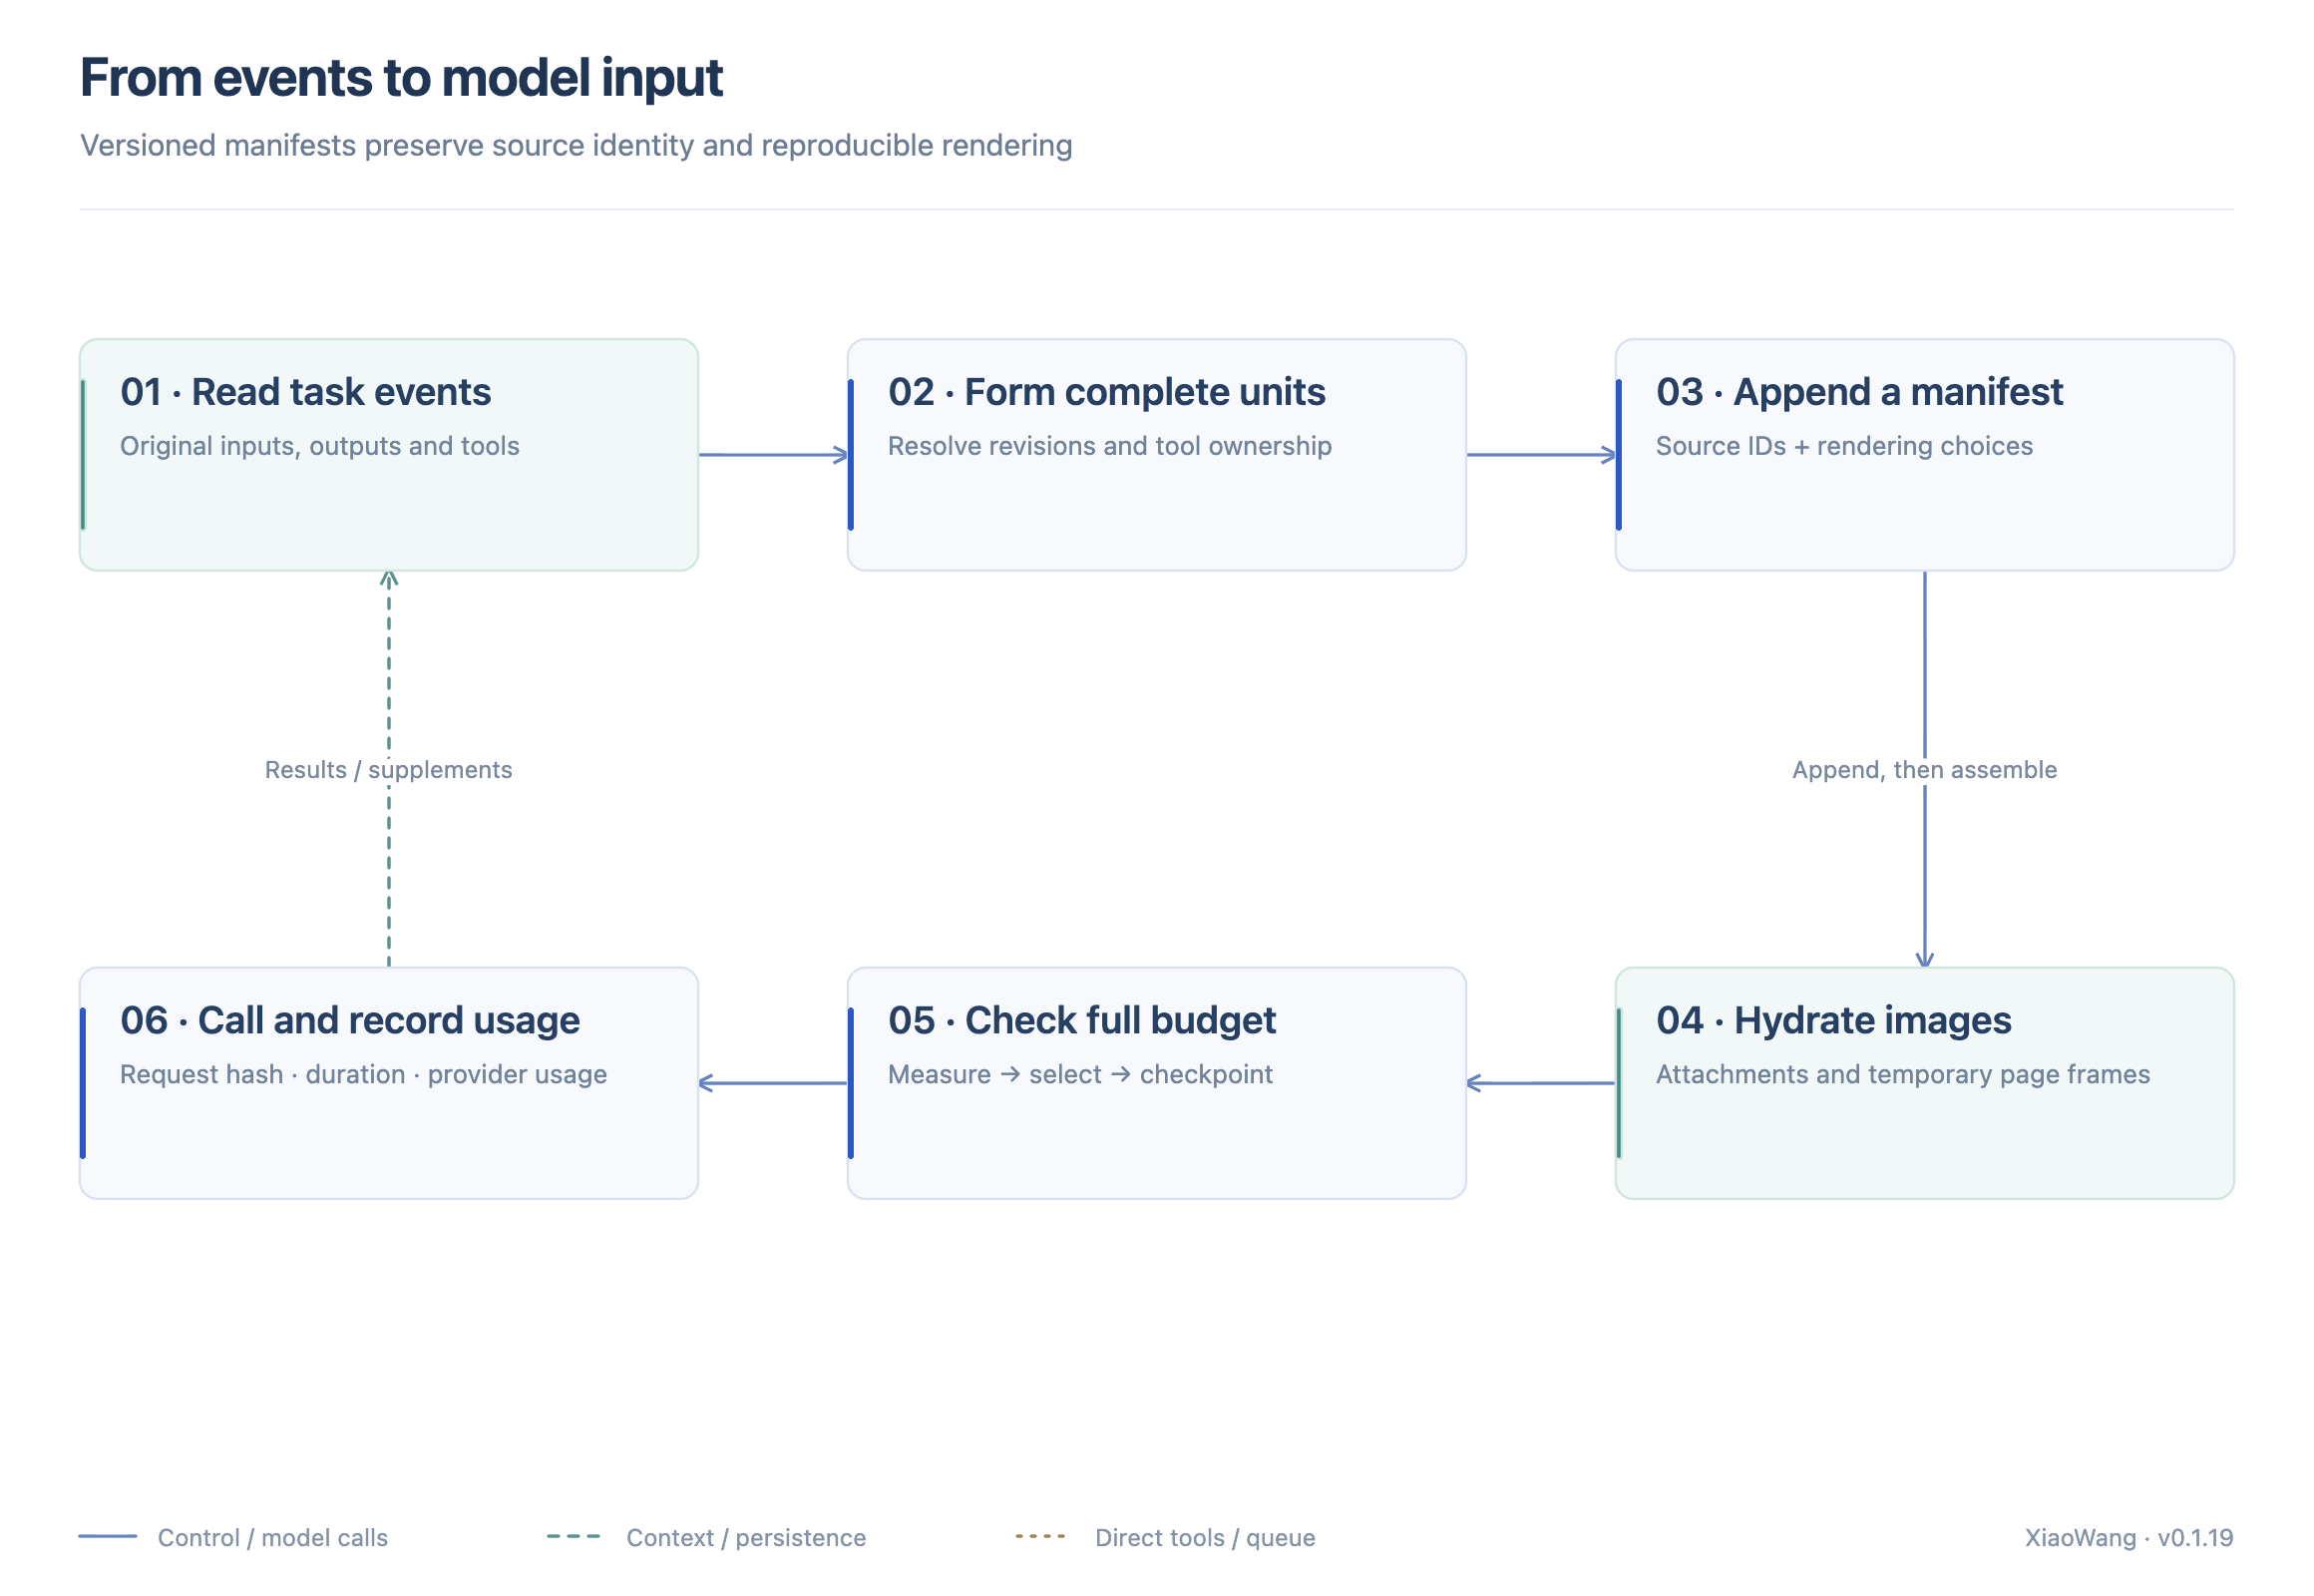 From events to model input
Versioned manifests preserve source identity and reproducible rendering
01 · Read task events
Original inputs, outputs and tools
02 · Form complete units
Resolve revisions and tool ownership
03 · Append a manifest
Source IDs + rendering choices
Results / supplements
Append, then assemble
06 · Call and record usage
Request hash · duration · provider usage
05 · Check full budget
Measure → select → checkpoint
04 · Hydrate images
Attachments and temporary page frames
Control / model calls
Context / persistence
Direct tools / queue
XiaoWang · v0.1.19